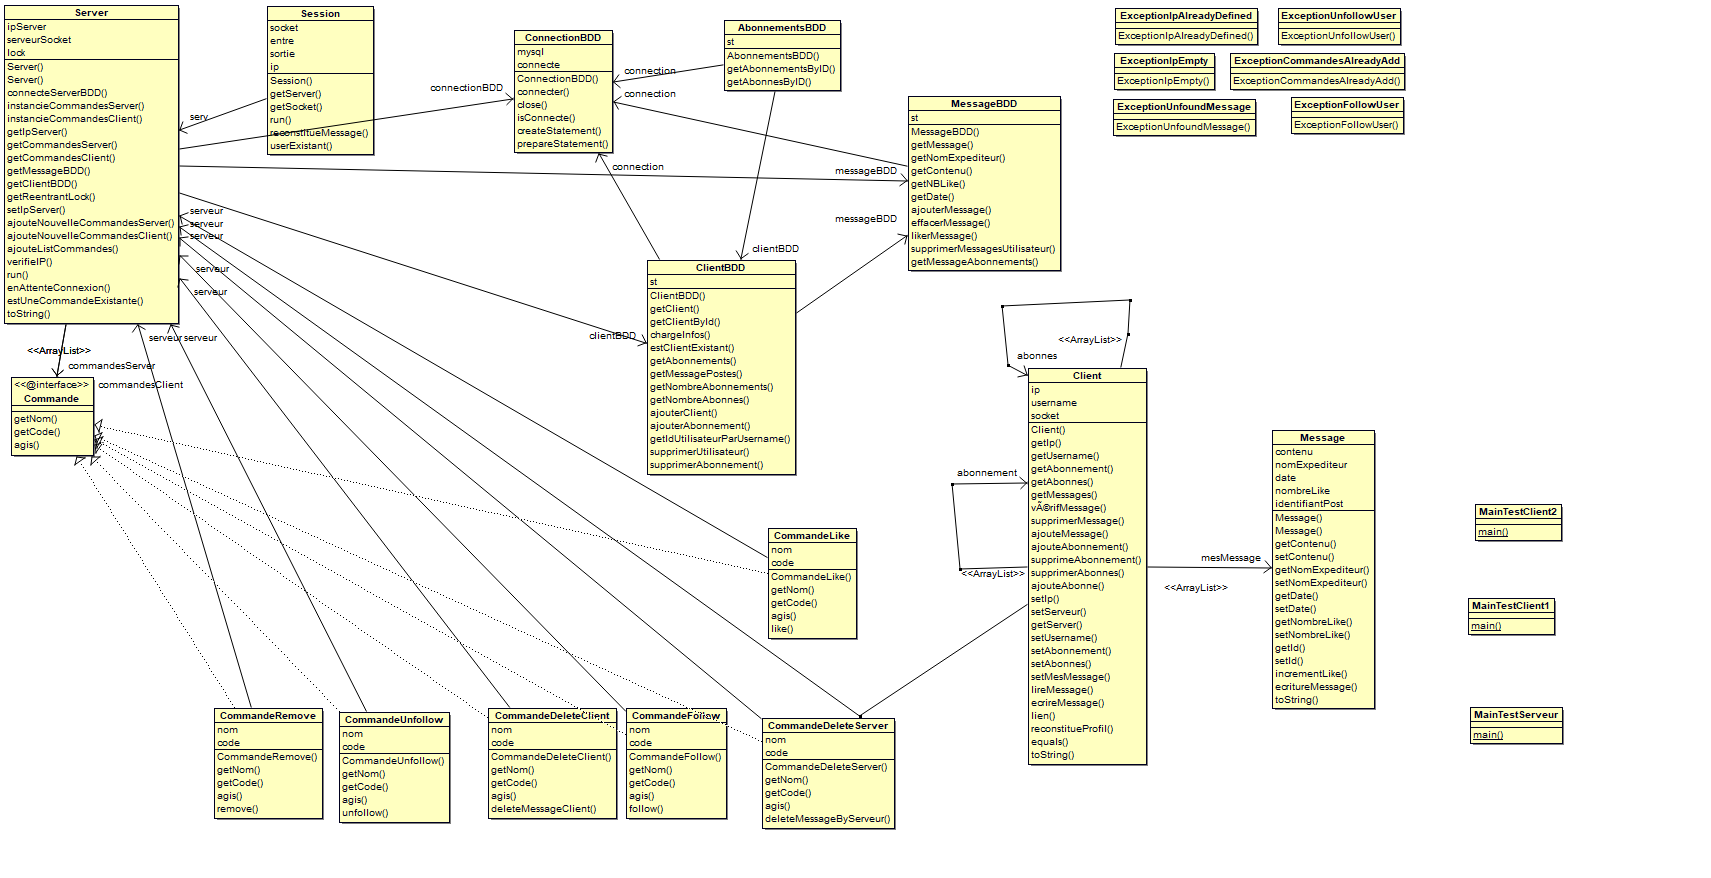 Server
ipServer
serveurSocket
lock
Server()
Server()
connecteServerBDD()
instancieCommandesServer()
instancieCommandesClient()
getIpServer()
getCommandesServer()
getCommandesClient()
getMessageBDD()
getClientBDD()
getReentrantLock()
setIpServer()
ajouteNouvelleCommandesServer()
ajouteNouvelleCommandesClient()
ajouteListCommandes()
verifieIP()
run()
enAttenteConnexion()
estUneCommandeExistante()
toString()
Session
socket
entre
sortie
ip
Session()
getServer()
getSocket()
run()
reconstitueMessage()
userExistant()
serv
connectionBDD
ConnectionBDD
mysql
connecte
ConnectionBDD()
connecter()
close()
isConnecte()
createStatement()
prepareStatement()
connection
connection
connection
AbonnementsBDD
st
AbonnementsBDD()
getAbonnementsByID()
getAbonnesByID()
MessageBDD
st
MessageBDD()
getMessage()
getNomExpediteur()
getContenu()
getNBLike()
getDate()
ajouterMessage()
effacerMessage()
likerMessage()
supprimerMessagesUtilisateur()
getMessageAbonnements()
messageBDD
messageBDD
clientBDD
clientBDD
ClientBDD
st
ClientBDD()
getClient()
getClientById()
chargeInfos()
estClientExistant()
getAbonnements()
getMessagePostes()
getNombreAbonnements()
getNombreAbonnes()
ajouterClient()
ajouterAbonnement()
getIdUtilisateurParUsername()
supprimerUtilisateur()
supprimerAbonnement()
ExceptionIpAlreadyDefined
ExceptionIpAlreadyDefined()
ExceptionUnfollowUser
ExceptionUnfollowUser()
ExceptionIpEmpty
ExceptionIpEmpty()
ExceptionCommandesAlreadyAdd
ExceptionCommandesAlreadyAdd()
ExceptionUnfoundMessage
ExceptionUnfoundMessage()
ExceptionFollowUser
ExceptionFollowUser()
serveur
serveur
serveur
serveur
serveur
serveur
serveur
<<ArrayList>>
commandesServer
commandesClient
<<@interface>>
Commande
getNom()
getCode()
agis()
abonnes
<<ArrayList>>
Client
ip
username
socket
Client()
getIp()
getUsername()
getAbonnement()
getAbonnes()
getMessages()
vÃ©rifMessage()
supprimerMessage()
ajouteMessage()
ajouteAbonnement()
supprimeAbonnement()
supprimerAbonnes()
ajouteAbonne()
setIp()
setServeur()
getServer()
setUsername()
setAbonnement()
setAbonnes()
setMesMessage()
lireMessage()
ecrireMessage()
lien()
reconstitueProfil()
equals()
toString()
abonnement
<<ArrayList>>
mesMessage
<<ArrayList>>
Message
contenu
nomExpediteur
date
nombreLike
identifiantPost
Message()
Message()
getContenu()
setContenu()
getNomExpediteur()
setNomExpediteur()
getDate()
setDate()
getNombreLike()
setNombreLike()
getId()
setId()
incrementLike()
ecritureMessage()
toString()
MainTestClient2
main()
MainTestClient1
main()
MainTestServeur
main()
CommandeLike
nom
code
CommandeLike()
getNom()
getCode()
agis()
like()
CommandeRemove
nom
code
CommandeRemove()
getNom()
getCode()
agis()
remove()
CommandeUnfollow
nom
code
CommandeUnfollow()
getNom()
getCode()
agis()
unfollow()
CommandeDeleteClient
nom
code
CommandeDeleteClient()
getNom()
getCode()
agis()
deleteMessageClient()
CommandeFollow
nom
code
CommandeFollow()
getNom()
getCode()
agis()
follow()
CommandeDeleteServer
nom
code
CommandeDeleteServer()
getNom()
getCode()
agis()
deleteMessageByServeur()